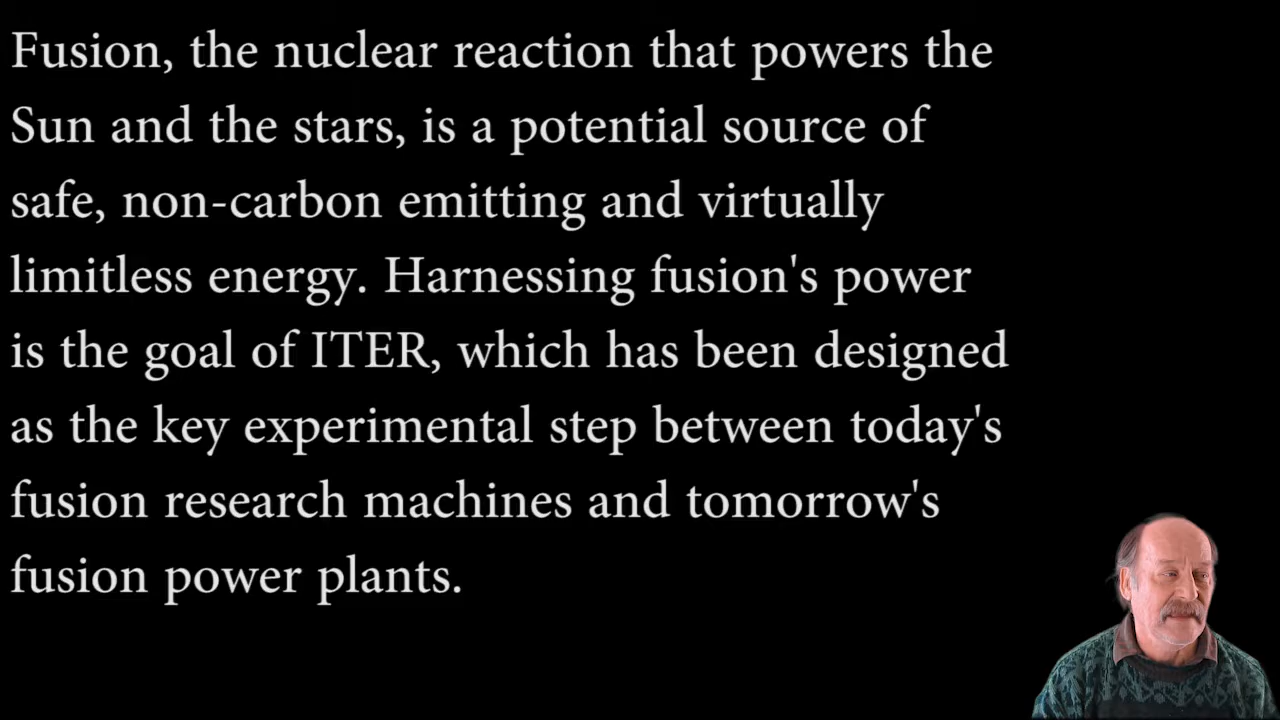 Fusion, the nuclear reaction that powers the
Sun and the stars, is a potential source of
safe, non-carbon emitting and virtually
limitless energy. Harnessing fusion's power
is the goal of ITER, which has been designed
as the key experimental step between today's
fusion research machines and tomorrow's
fusion power plants.